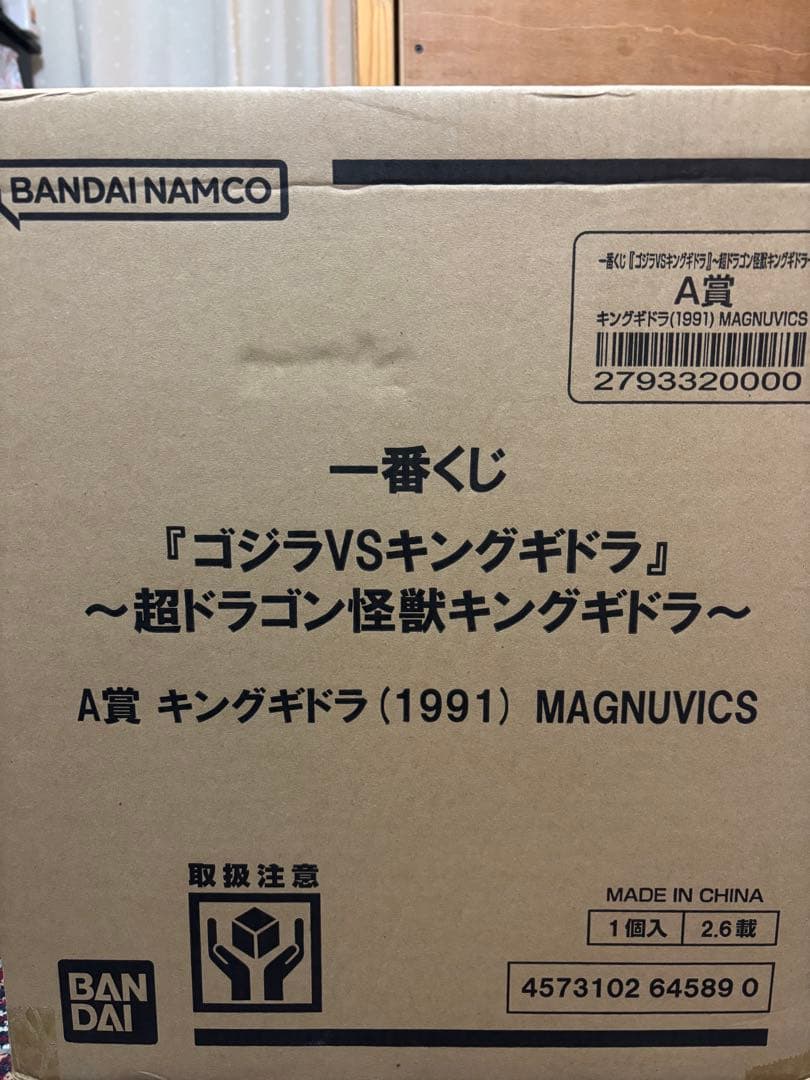 BANDAI NAMCO
一番くじ『ゴジラVSキングギドラ』~超ドラゴン怪獣キングギドラ~
A賞
キングギドラ(1991) MAGNUVICS
2793320000
一番くじ
『ゴジラVSキングギドラ』
~超ドラゴン怪獣キングギドラ~
A賞 キングギドラ(1991) MAGNUVICS
取扱注意
MADE IN CHINA
1個入 2.6載
4573102 64589 0
BAN
DAI